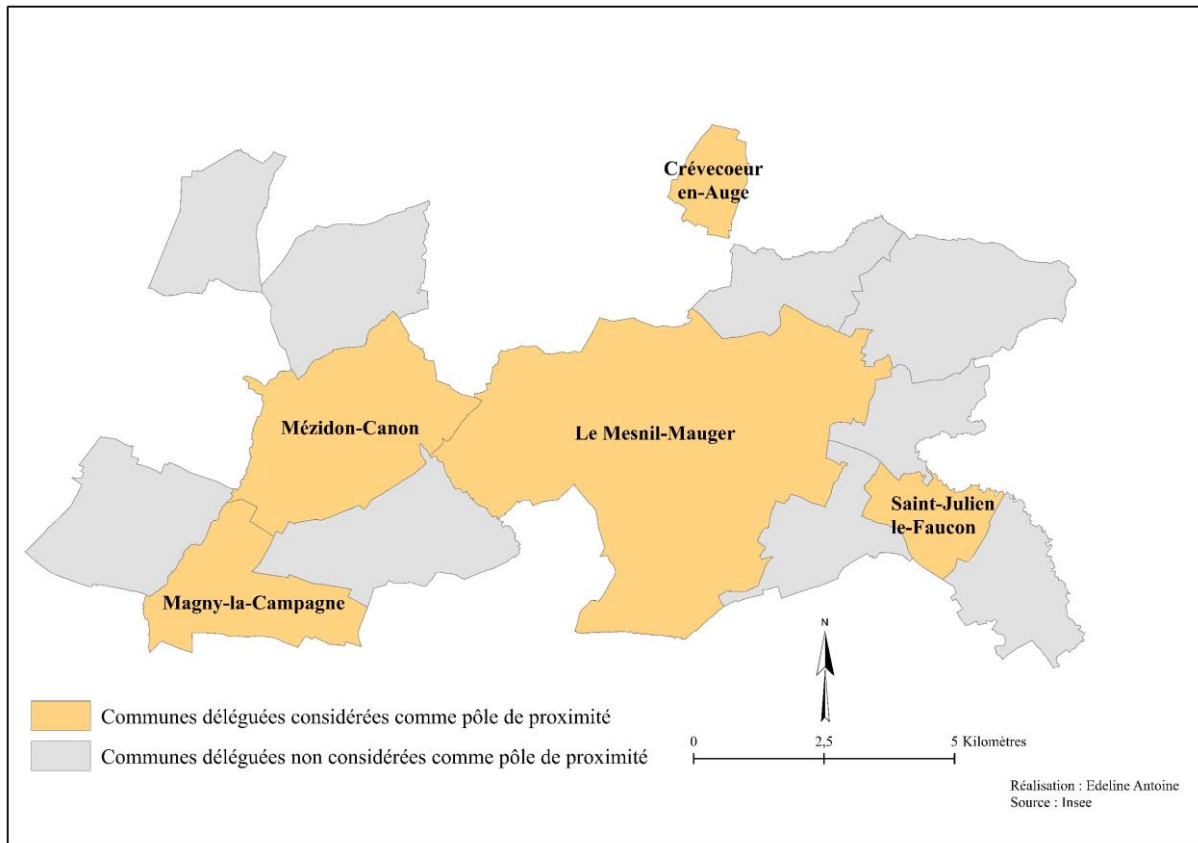 Crévecoeur
en-Auge
Mézidon-Canon
Le Mesnil-Mauger
Saint-Julien
le-Faucon
Magny-la-Campagne
N
Communes déléguées considérées comme pôle de proximité
Communes déléguées non considérées comme pôle de proximité
0 2,5 5 Kilomètres
Réalisation : Edeline Antoine
Source : Insee